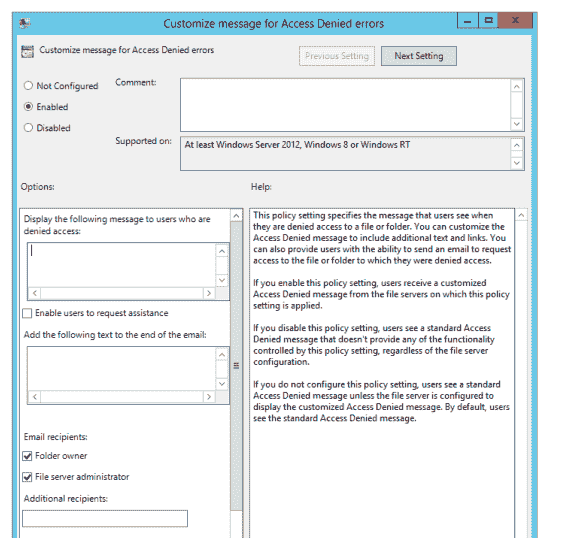 Customize message for Access Denied errors
Customize message for Access Denied errors
Previous Setting
Next Setting
Not Configured
Comment:
Enabled
Disabled
Supported on:
At least Windows Server 2012, Windows 8 or Windows RT
Options:
Help:
Display the following message to users who are
denied access:
Enable users to request assistance
Add the following text to the end of the email:
Email recipients:
Folder owner
File server administrator
Additional recipients:
This policy setting specifies the message that users see when
they are denied access to a file or folder. You can customize the
Access Denied message to include additional text and links. You
can also provide users with the ability to send an email to request
access to the file or folder to which they were denied access.
If you enable this policy setting, users receive a customized
Access Denied message from the file servers on which this policy
setting is applied.
If you disable this policy setting, users see a standard Access
Denied message that doesn't provide any of the functionality
controlled by this policy setting, regardless of the file server
configuration.
If you do not configure this policy setting, users see a standard
Access Denied message unless the file server is configured to
display the customized Access Denied message. By default, users
see the standard Access Denied message.